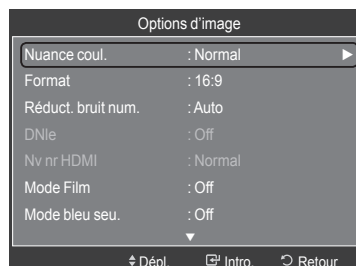 Options d’image
Nuance coul. : Normal
Format : 16:9
Réduct. bruit num. : Auto
DNIe : Off
Nv nr HDMI : Normal
Mode Film : Off
Mode bleu seu. : Off
Dépl. Intro. Retour